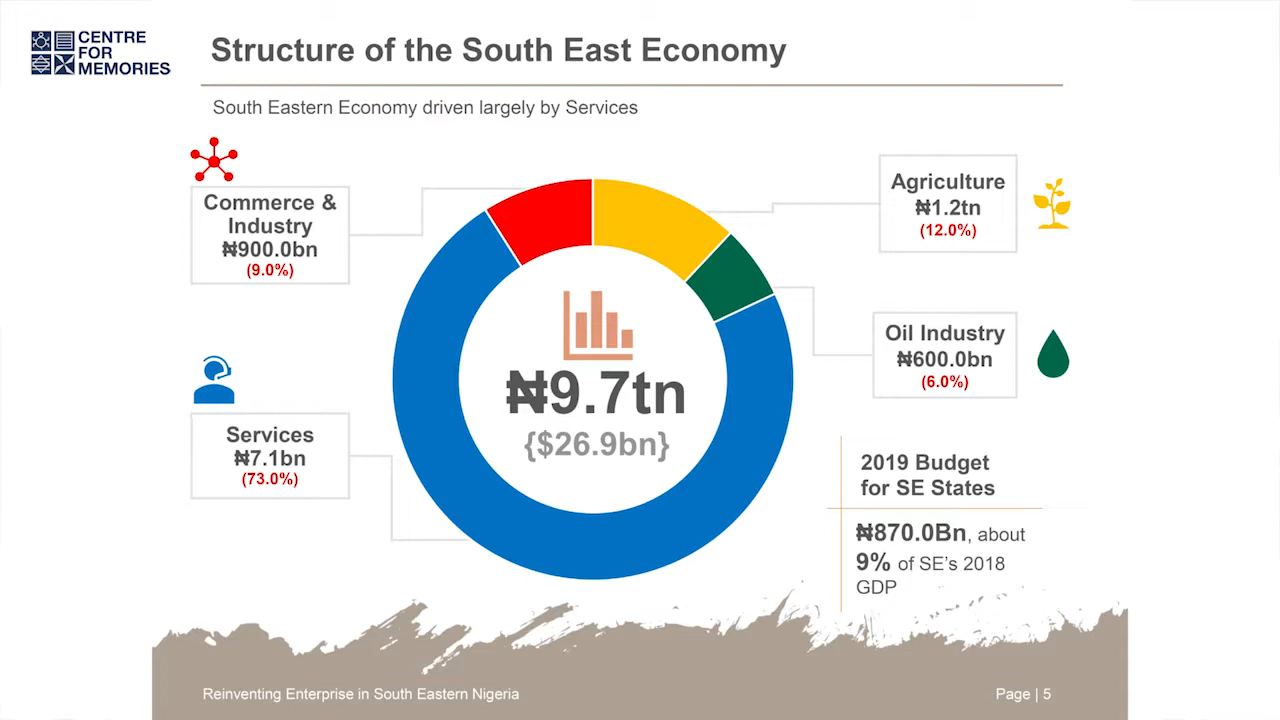 CENTRE
FOR
MEMORIES
Structure of the South East Economy
South Eastern Economy driven largely by Services
Commerce &
Industry
₦900.0bn
(9.0%)
Agriculture
₦1.2tn
(12.0%)
Oil Industry
₦600.0bn
(6.0%)
₦9.7tn
{$26.9bn}
Services
₦7.1bn
(73.0%)
2019 Budget
for SE States
₦870.0Bn, about
9% of SE’s 2018
GDP
Reinventing Enterprise in South Eastern Nigeria
Page | 5